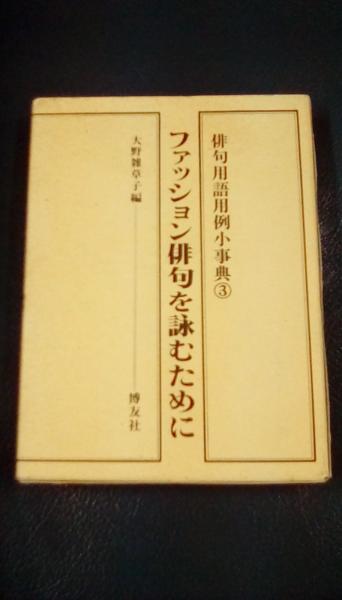 俳句用語用例小事典③
ファッション俳句を詠むために
大野雑草子編
博友社